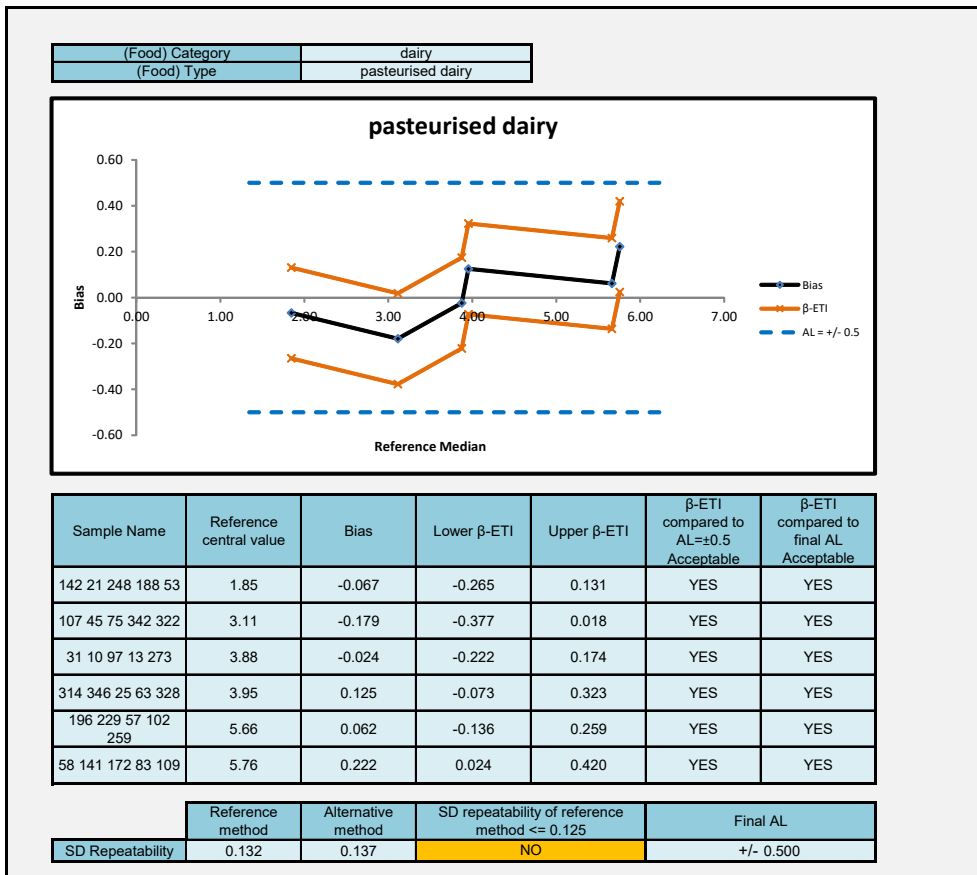 (Food) Category dairy
(Food) Type pasteurised dairy
pasteurised dairy
0.60
0.40
0.20
0.00
-0.20
-0.40
-0.60
Bias
0.00 1.00 2.00 3.00 4.00 5.00 6.00 7.00
Reference Median
Bias
β-ETI
AL = +/- 0.5
Sample Name Reference central value Bias Lower β-ETI Upper β-ETI β-ETI compared to AL=±0.5 Acceptable β-ETI compared to final AL Acceptable
142 21 248 188 53 1.85 -0.067 -0.265 0.131 YES YES
107 45 75 342 322 3.11 -0.179 -0.377 0.018 YES YES
31 10 97 13 273 3.88 -0.024 -0.222 0.174 YES YES
314 346 25 63 328 3.95 0.125 -0.073 0.323 YES YES
196 229 57 102 259 5.66 0.062 -0.136 0.259 YES YES
58 141 172 83 109 5.76 0.222 0.024 0.420 YES YES
Reference method Alternative method SD repeatability of reference method <= 0.125 Final AL
SD Repeatability 0.132 0.137 NO +/- 0.500